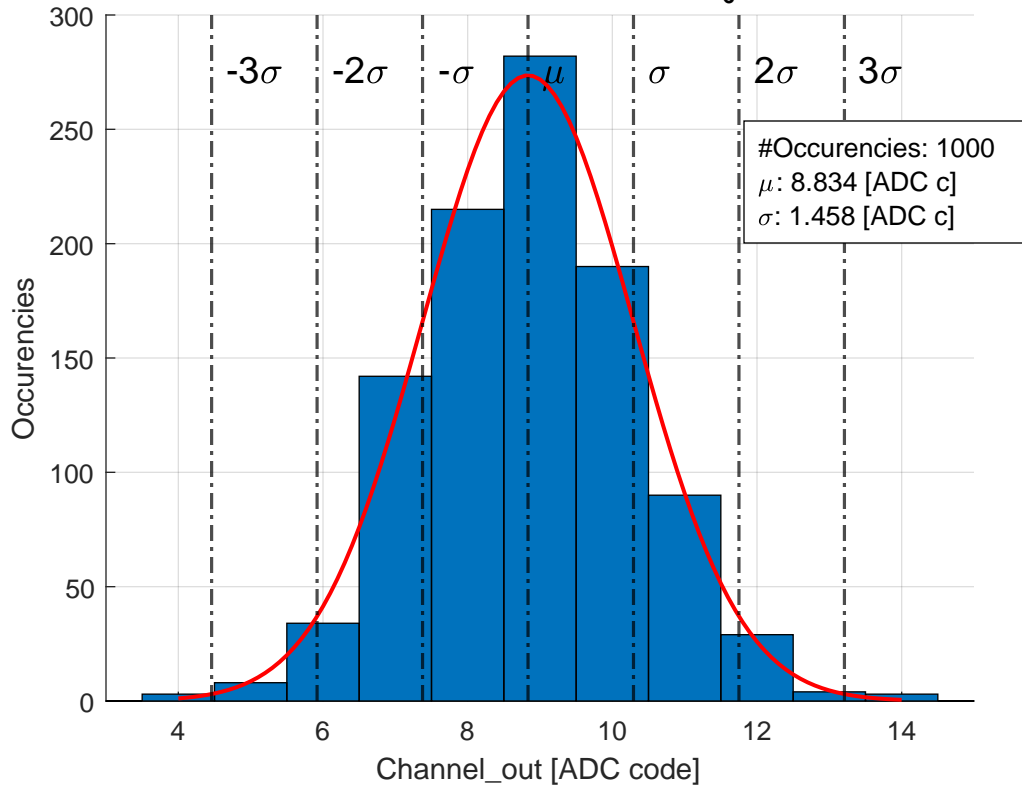 300
-3σ -2σ -σ μ σ 2σ 3σ
250
#Occurencies: 1000
μ: 8.834 [ADC c]
σ: 1.458 [ADC c]
200
Occurencies
150
100
50
0
4 6 8 10 12 14
Channel_out [ADC code]